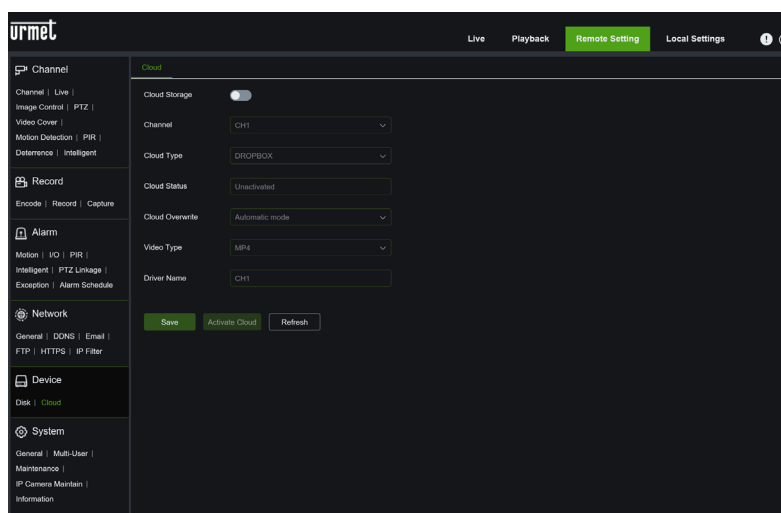 urmet
Live Playback Remote Setting Local Settings
Channel
Channel | Live |
Image Control | PTZ |
Video Cover |
Motion Detection | PIR |
Deterrence | Intelligent
Record
Encode | Record | Capture
Alarm
Motion | I/O | PIR |
Intelligent | PTZ Linkage |
Exception | Alarm Schedule
Network
General | DDNS | Email |
FTP | HTTPS | IP Filter
Device
Disk | Cloud
System
General | Multi-User |
Maintenance |
IP Camera Maintain |
Information
Cloud
Cloud Storage
Channel CH1
Cloud Type DROPBOX
Cloud Status Unactivated
Cloud Overwrite Automatic mode
Video Type MP4
Driver Name CH1
Save Activate Cloud Refresh